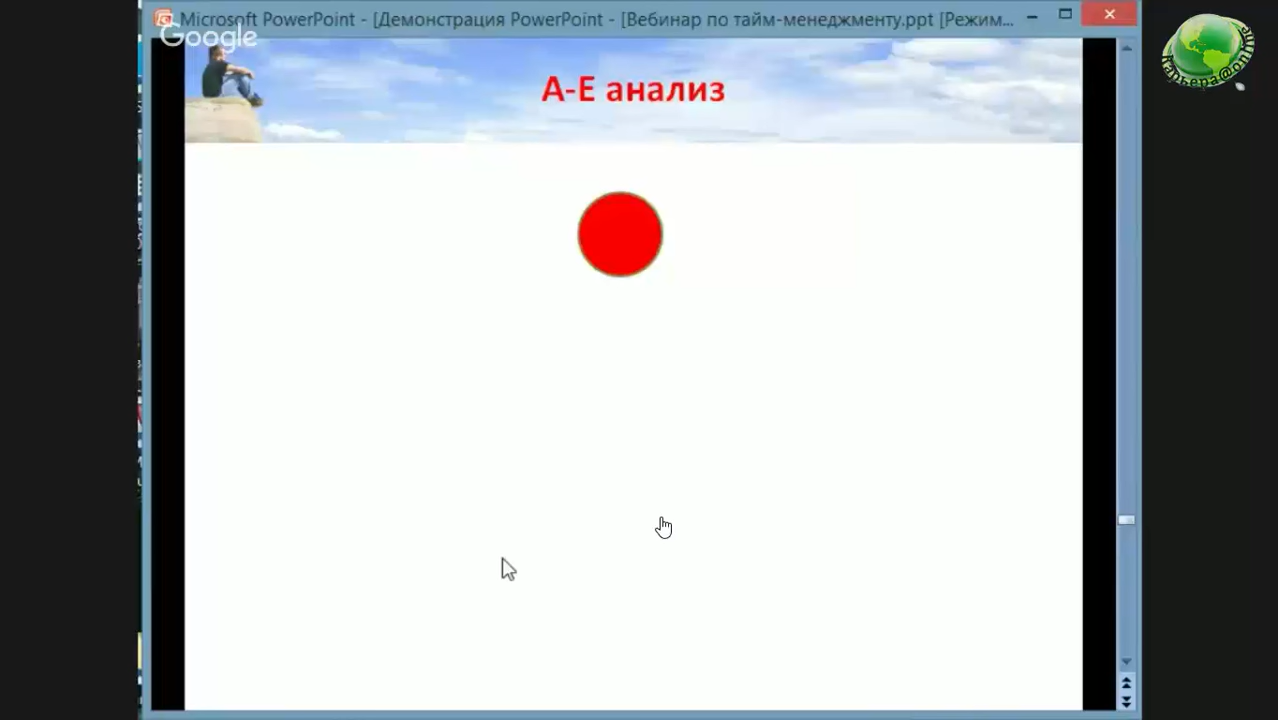 Microsoft PowerPoint - [Демонстрация PowerPoint - [Вебинар по тайм-менеджменту.ppt [Режим...
Google
А-Е анализ
Карьера@online